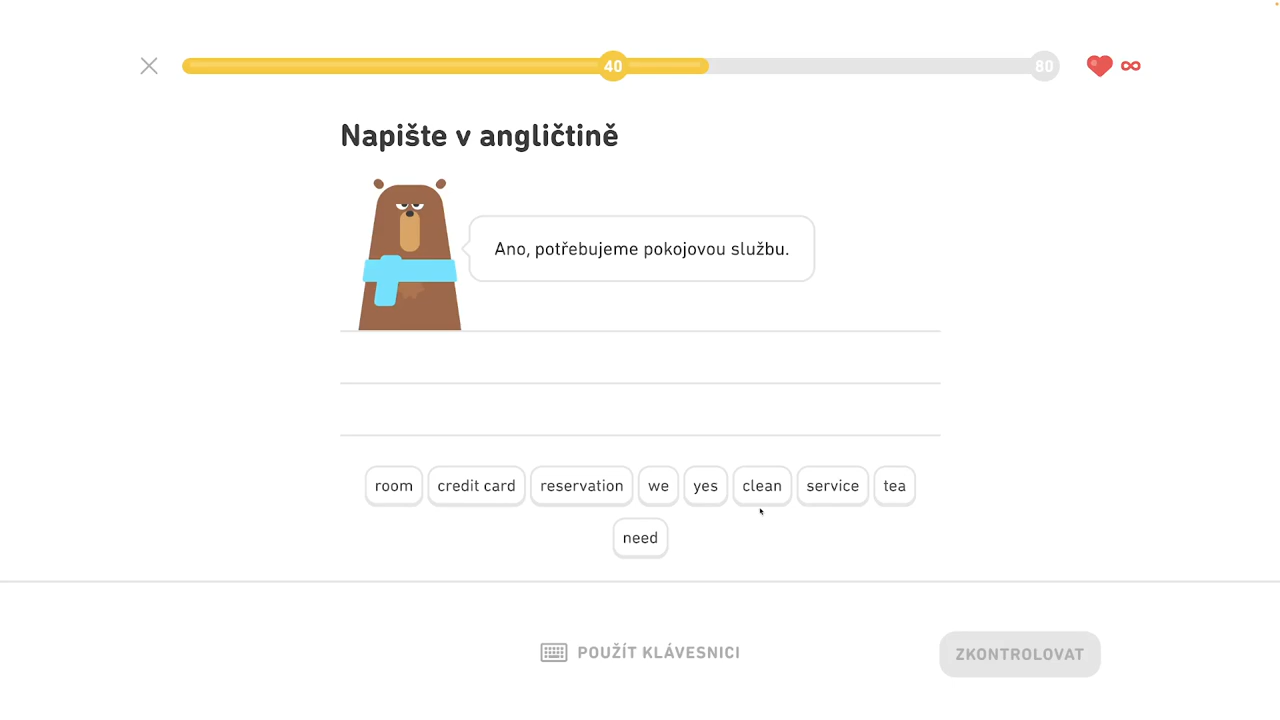 40
80
∞
Napište v angličtině
Ano, potřebujeme pokojovou službu.
room credit card reservation we yes clean service tea
need
POUŽÍT KLÁVESNICI
ZKONTROLOVAT